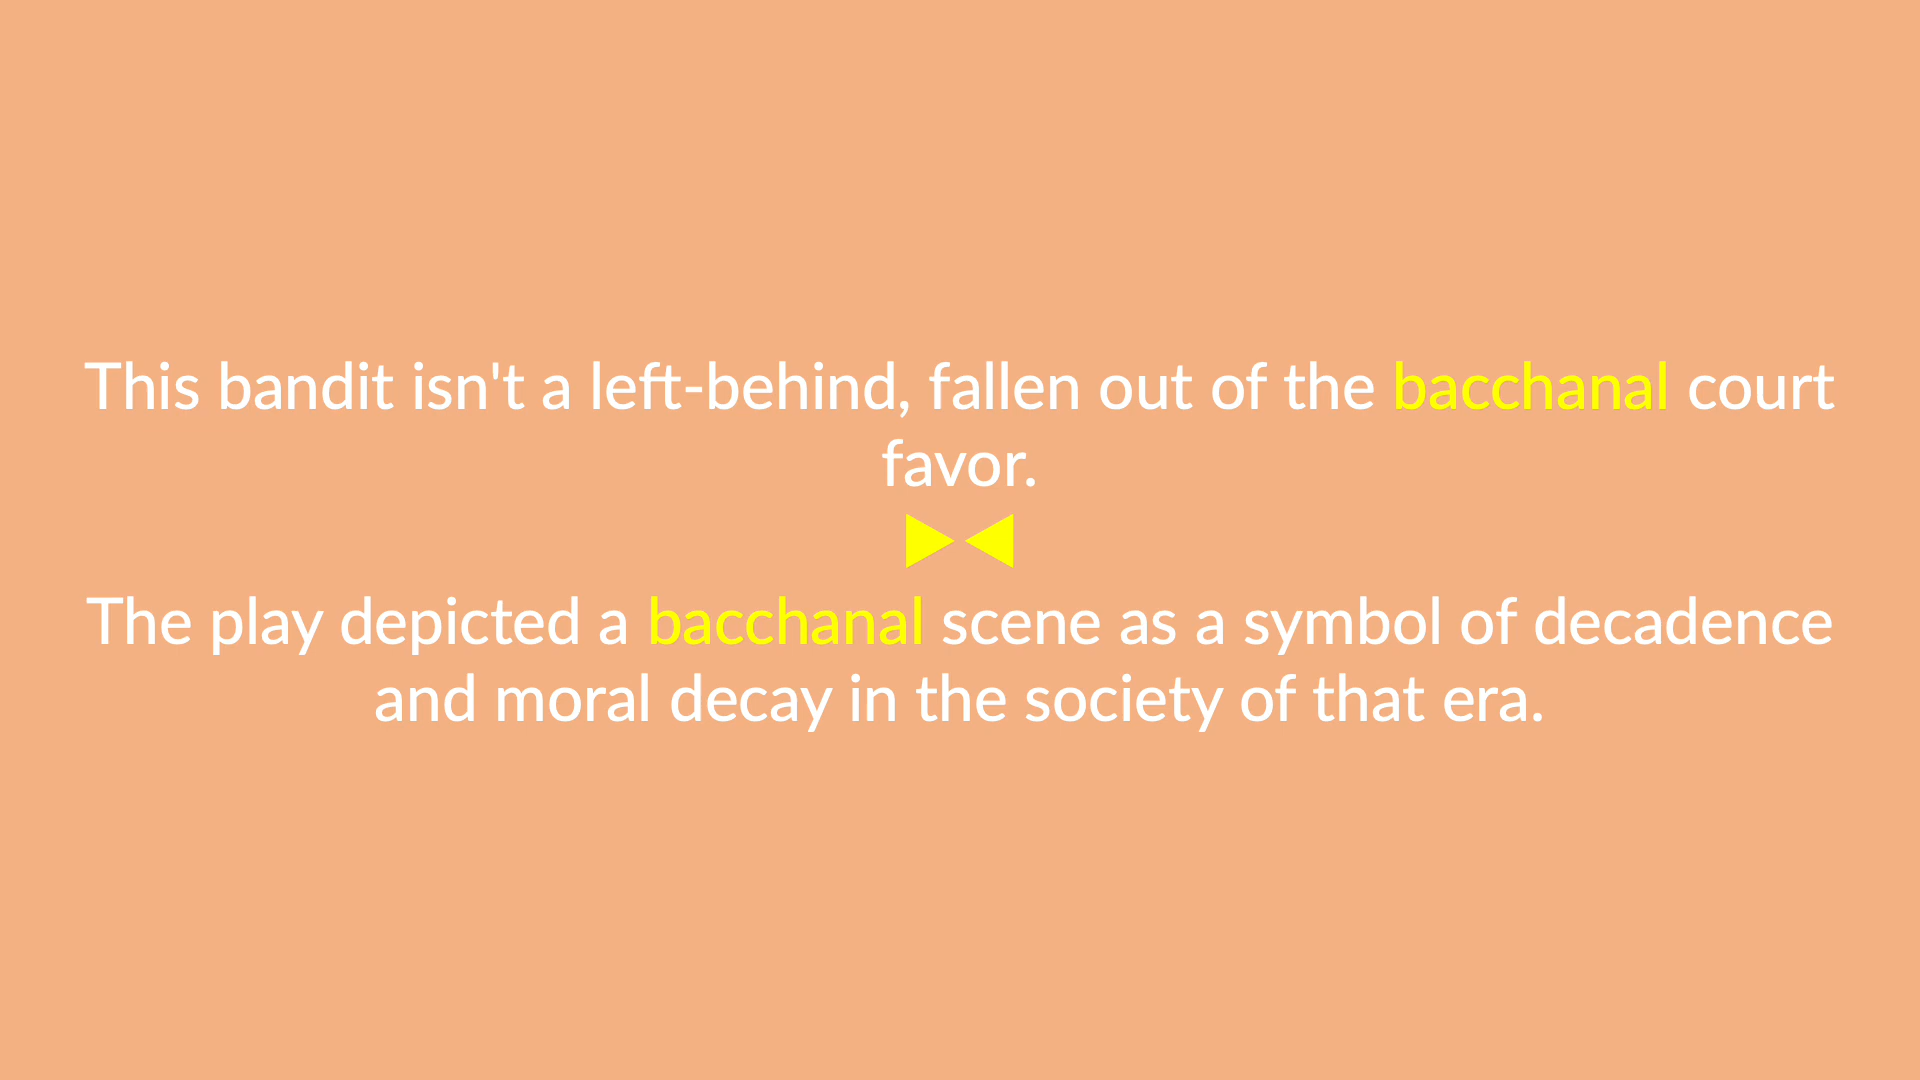 This bandit isn't a left-behind, fallen out of the bacchanal court
favor.
The play depicted a bacchanal scene as a symbol of decadence
and moral decay in the society of that era.